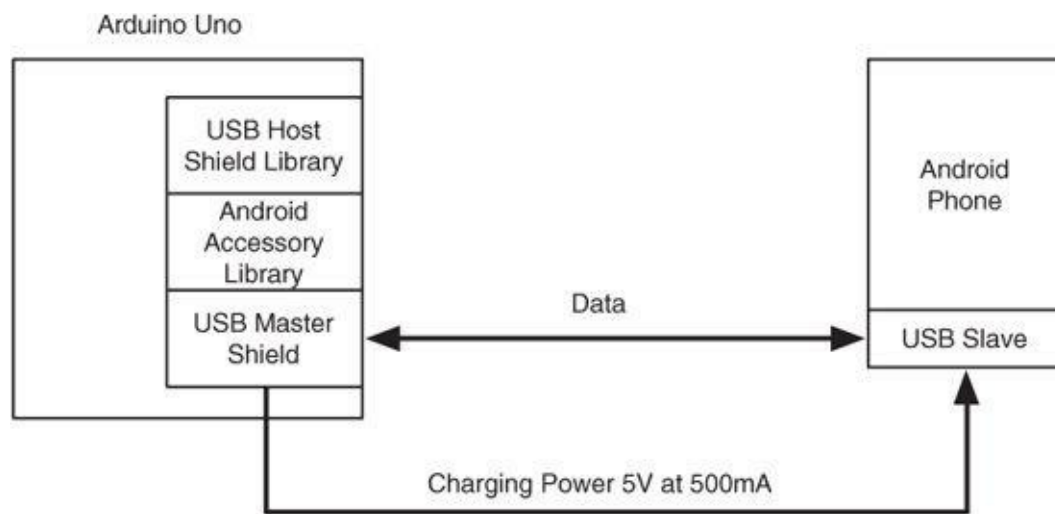 Arduino Uno
USB Host
Shield Library
Android
Accessory
Library
USB Master
Shield
Data
Android
Phone
USB Slave
Charging Power 5V at 500mA